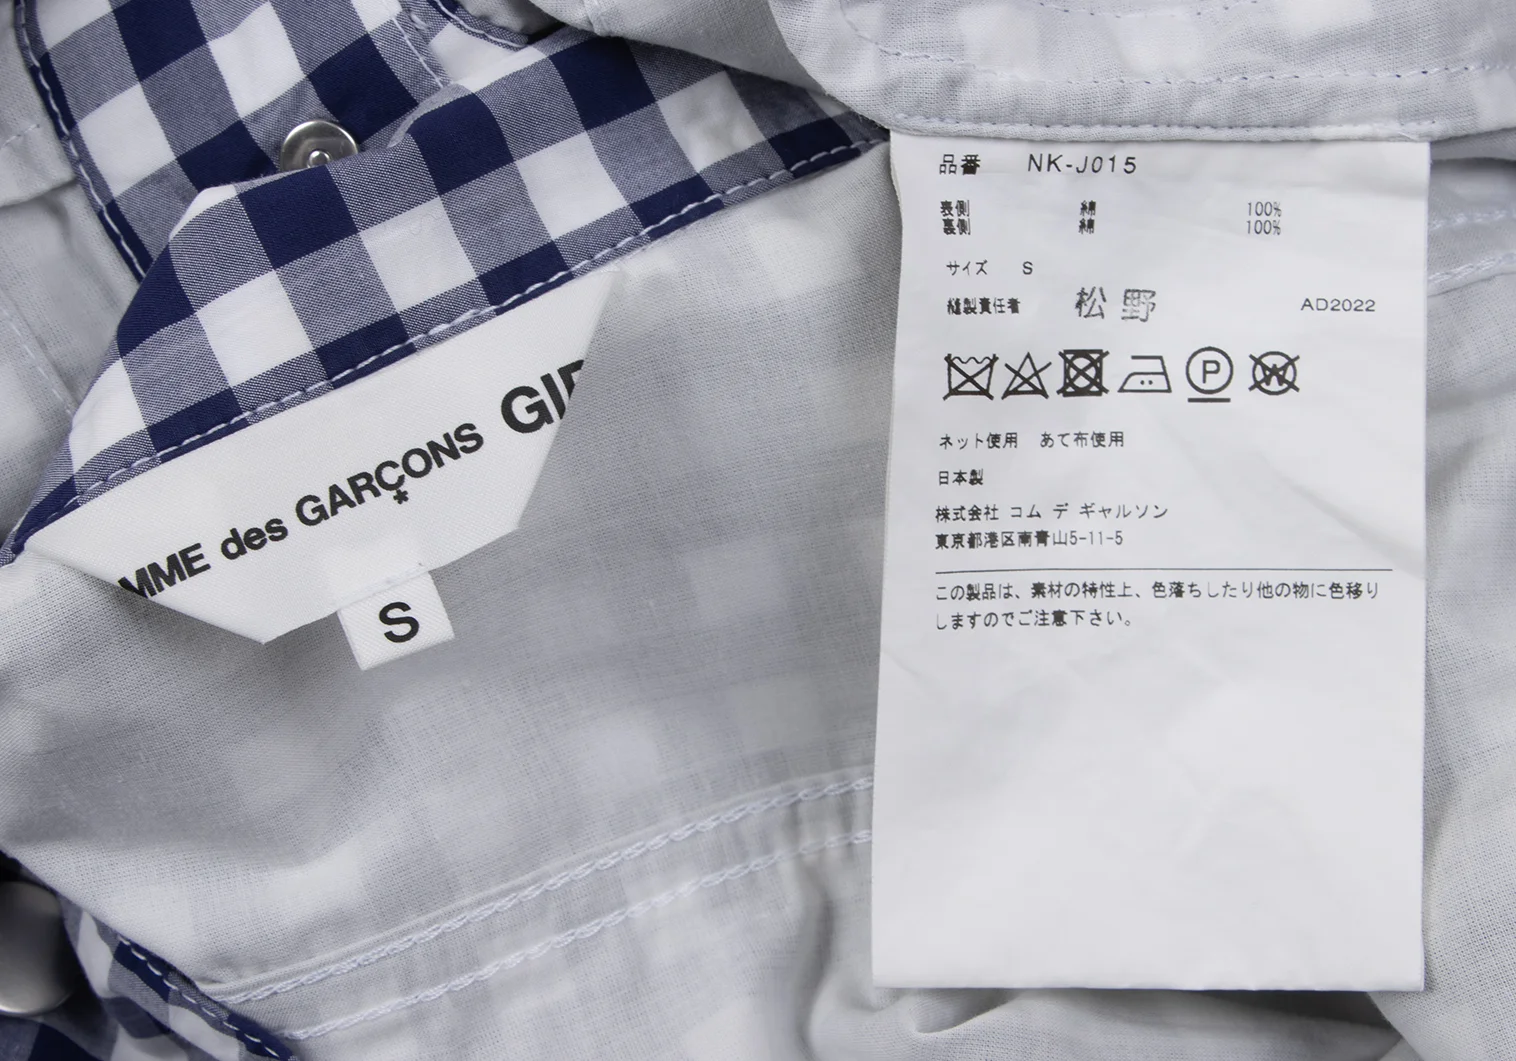 MME des GARÇONS GIR
*
S
品番 NK-J015
表側 綿 100%
裏側 綿 100%
サイズ S
縫製責任者 松野 AD2022
P W
ネット使用 あて布使用
日本製
株式会社 コム デ ギャルソン
東京都港区南青山5-11-5
この製品は、素材の特性上、色落ちしたり他の物に色移り
しますのでご注意下さい。